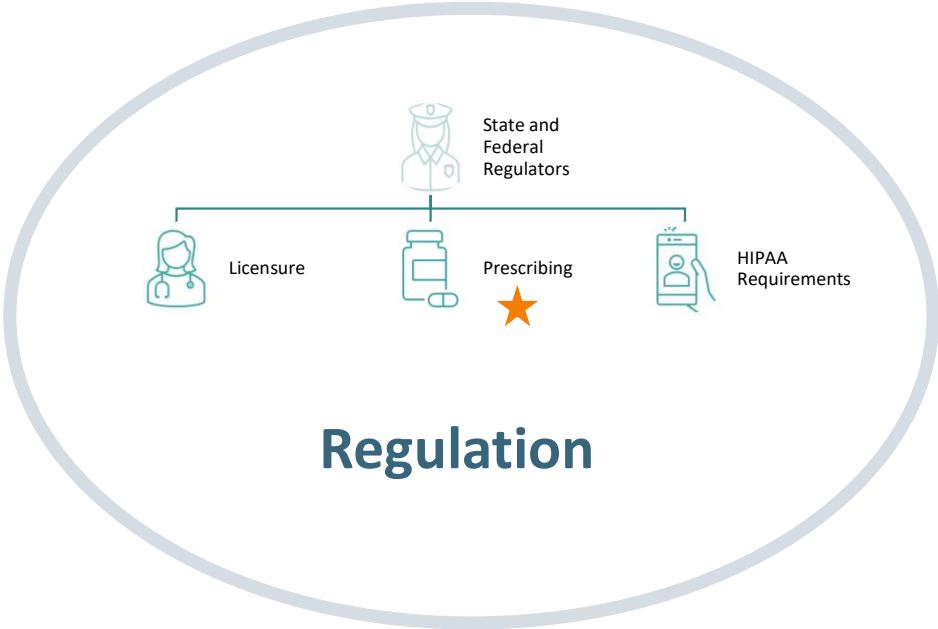 State and
Federal
Regulators
Licensure
Prescribing
HIPAA
Requirements
Regulation